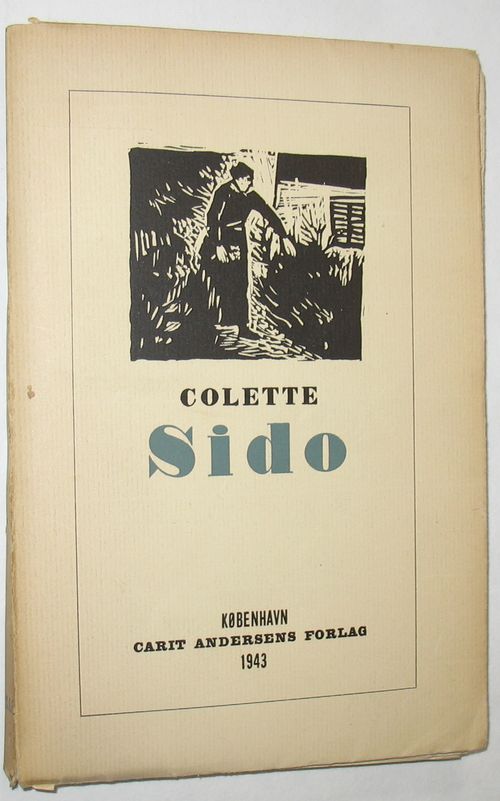 COLETTE
Sido
KØBENHAVN
CARIT ANDERSENS FORLAG
1943